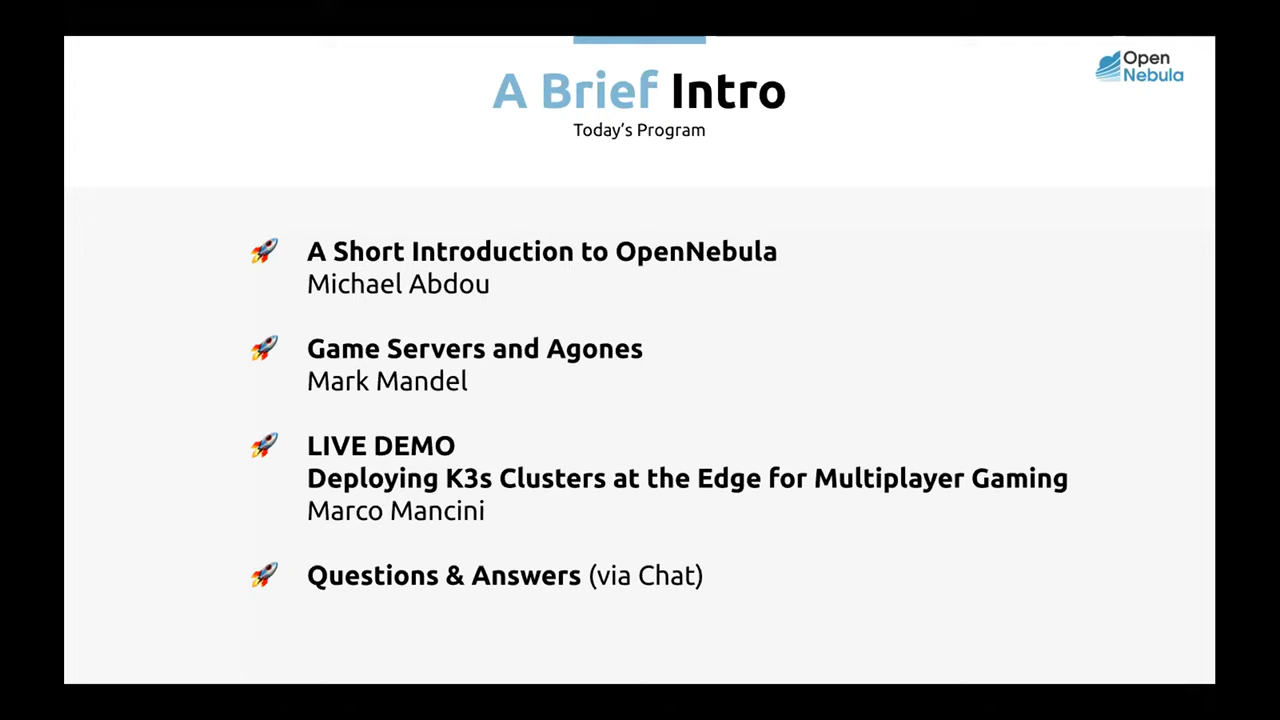 Open
Nebula
A Brief Intro
Today's Program
A Short Introduction to OpenNebula
Michael Abdou
Game Servers and Agones
Mark Mandel
LIVE DEMO
Deploying K3s Clusters at the Edge for Multiplayer Gaming
Marco Mancini
Questions & Answers (via Chat)